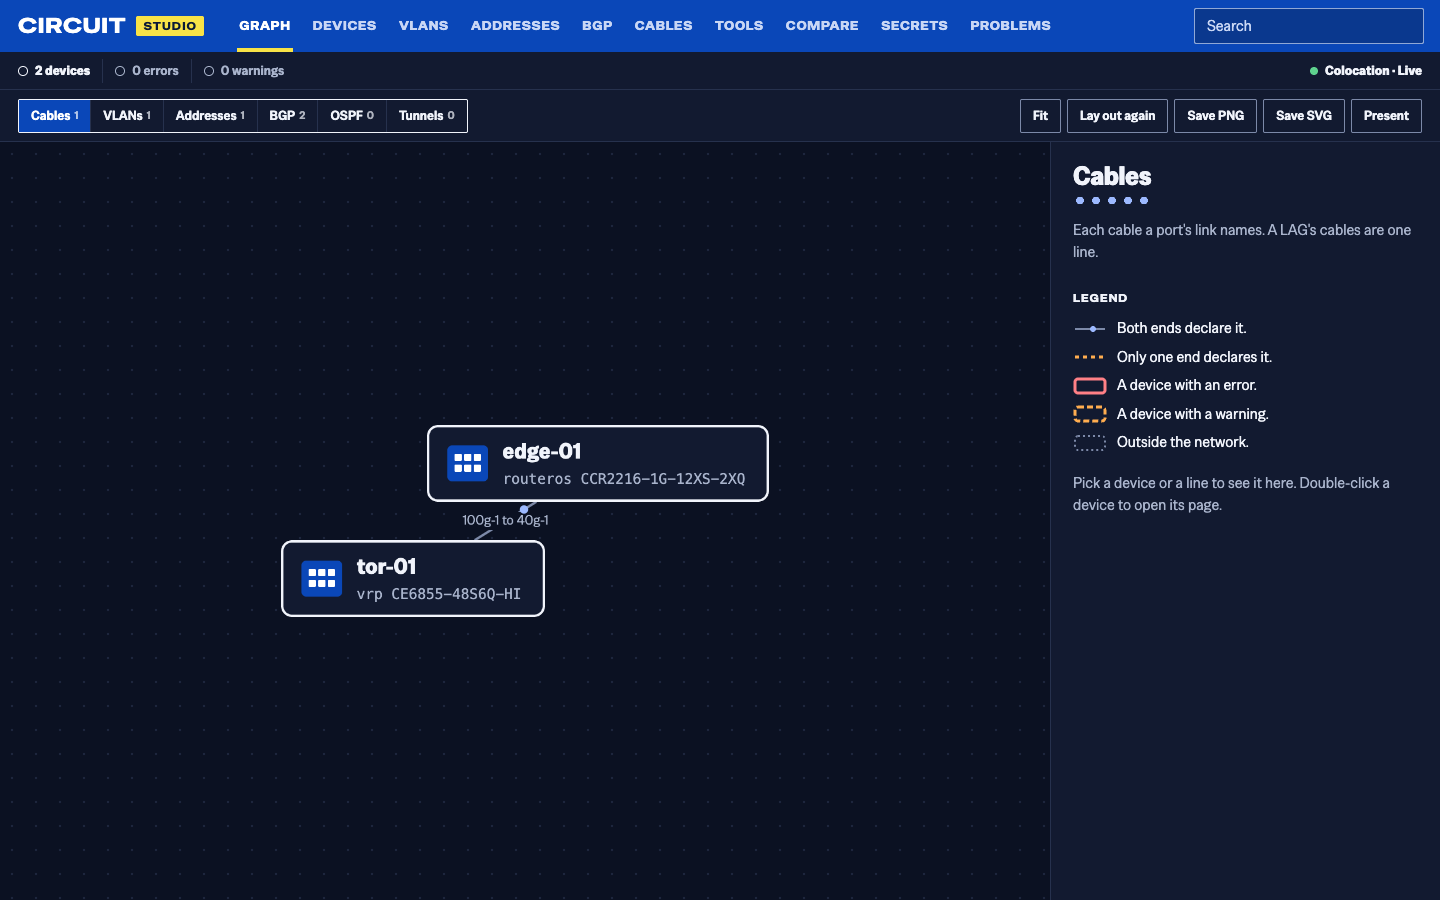 CIRCUIT STUDIO GRAPH DEVICES VLANS ADDRESSES BGP CABLES TOOLS COMPARE SECRETS PROBLEMS Search
2 devices 0 errors 0 warnings Colocation · Live
Cables 1 VLANs 1 Addresses 1 BGP 2 OSPF 0 Tunnels 0 Fit Lay out again Save PNG Save SVG Present
edge-01
routeros CCR2216-1G-12XS-2XQ
100g-1 to 40g-1
tor-01
vrp CE6855-48S6Q-HI
Cables
Each cable a port's link names. A LAG's cables are one
line.
LEGEND
Both ends declare it.
Only one end declares it.
A device with an error.
A device with a warning.
Outside the network.
Pick a device or a line to see it here. Double-click a
device to open its page.